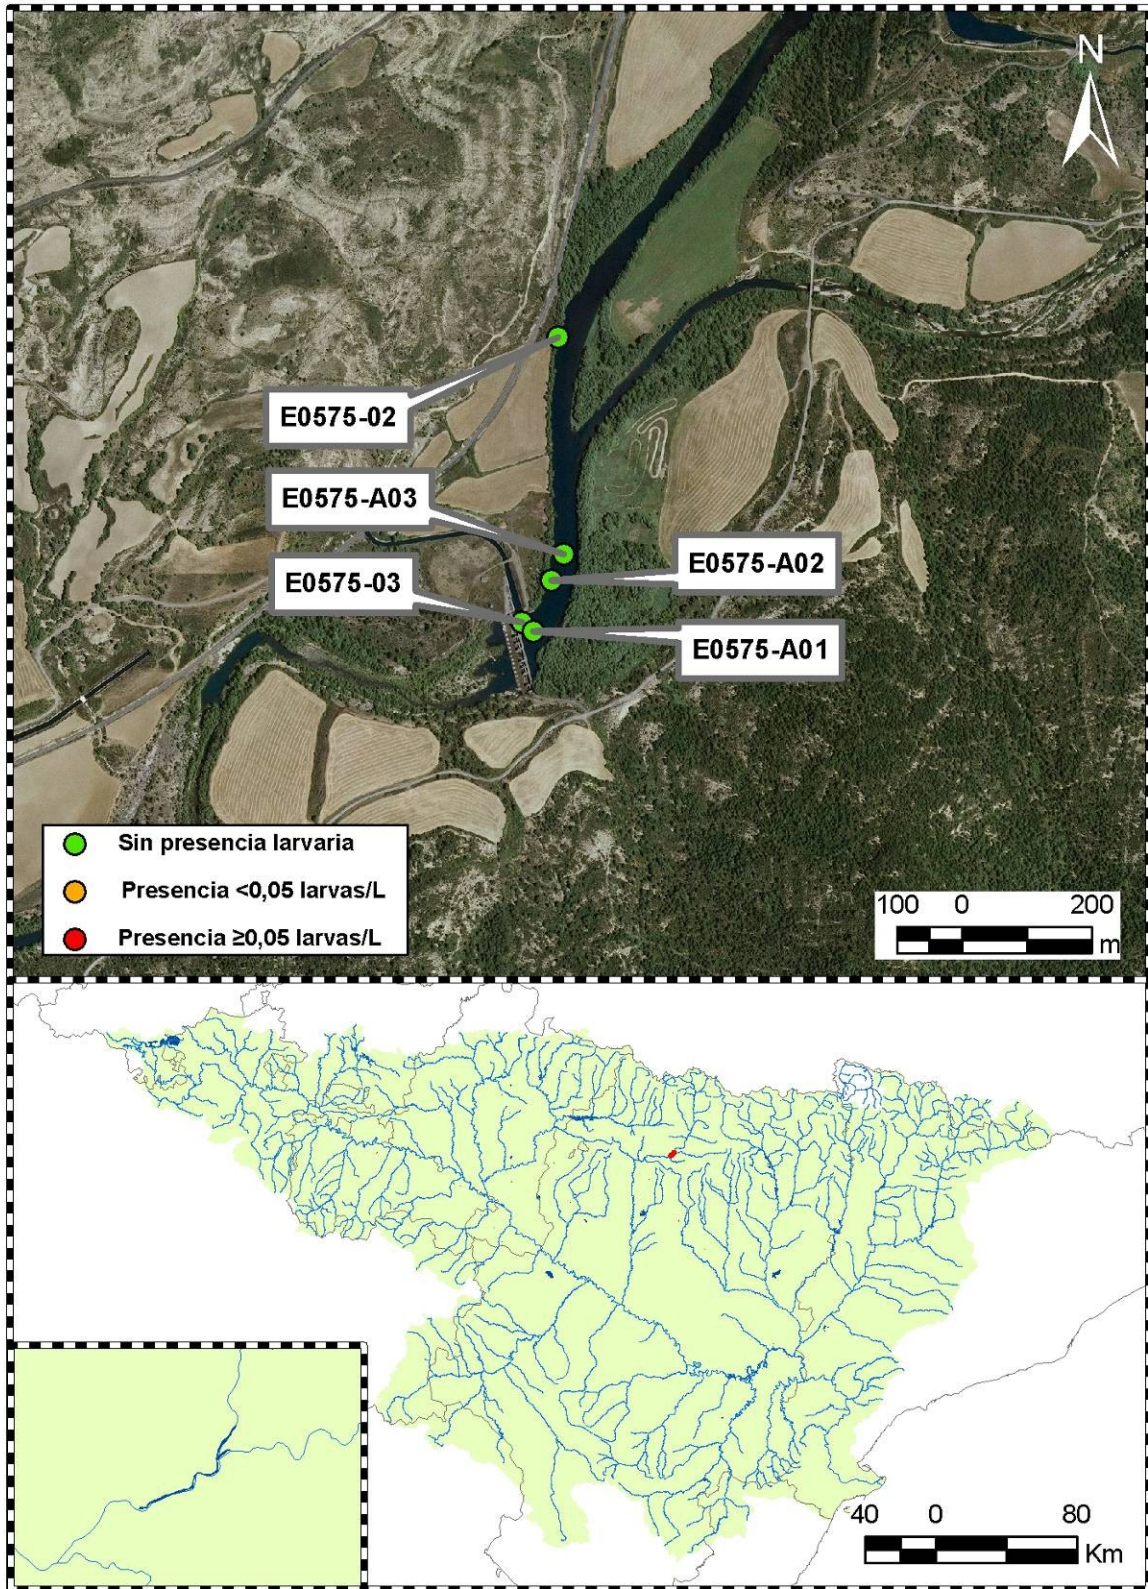 N
E0575-02
E0575-A03
E0575-A02
E0575-03
E0575-A01
Sin presencia larvaria
Presencia <0,05 larvas/L
Presencia ≥0,05 larvas/L
100 0 200
m
40 0 80
Km